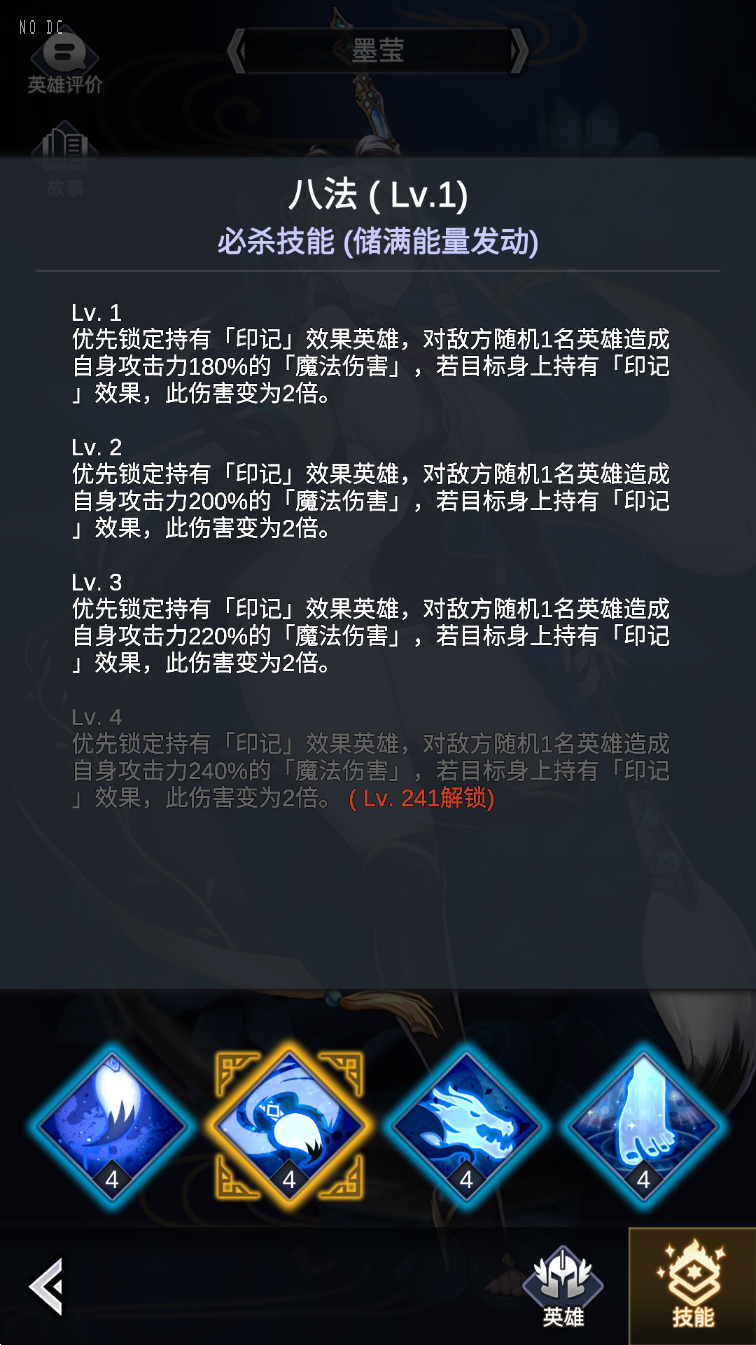 NO DC
墨莹
英雄评价
故事
八法 ( Lv.1)
必杀技能 (储满能量发动)
Lv. 1
优先锁定持有「印记」效果英雄，对敌方随机1名英雄造成
自身攻击力180%的「魔法伤害」，若目标身上持有「印记
」效果，此伤害变为2倍。
Lv. 2
优先锁定持有「印记」效果英雄，对敌方随机1名英雄造成
自身攻击力200%的「魔法伤害」，若目标身上持有「印记
」效果，此伤害变为2倍。
Lv. 3
优先锁定持有「印记」效果英雄，对敌方随机1名英雄造成
自身攻击力220%的「魔法伤害」，若目标身上持有「印记
」效果，此伤害变为2倍。
Lv. 4
优先锁定持有「印记」效果英雄，对敌方随机1名英雄造成
自身攻击力240%的「魔法伤害」，若目标身上持有「印记
」效果，此伤害变为2倍。 ( Lv. 241解锁)
4
4
4
4
英雄
技能